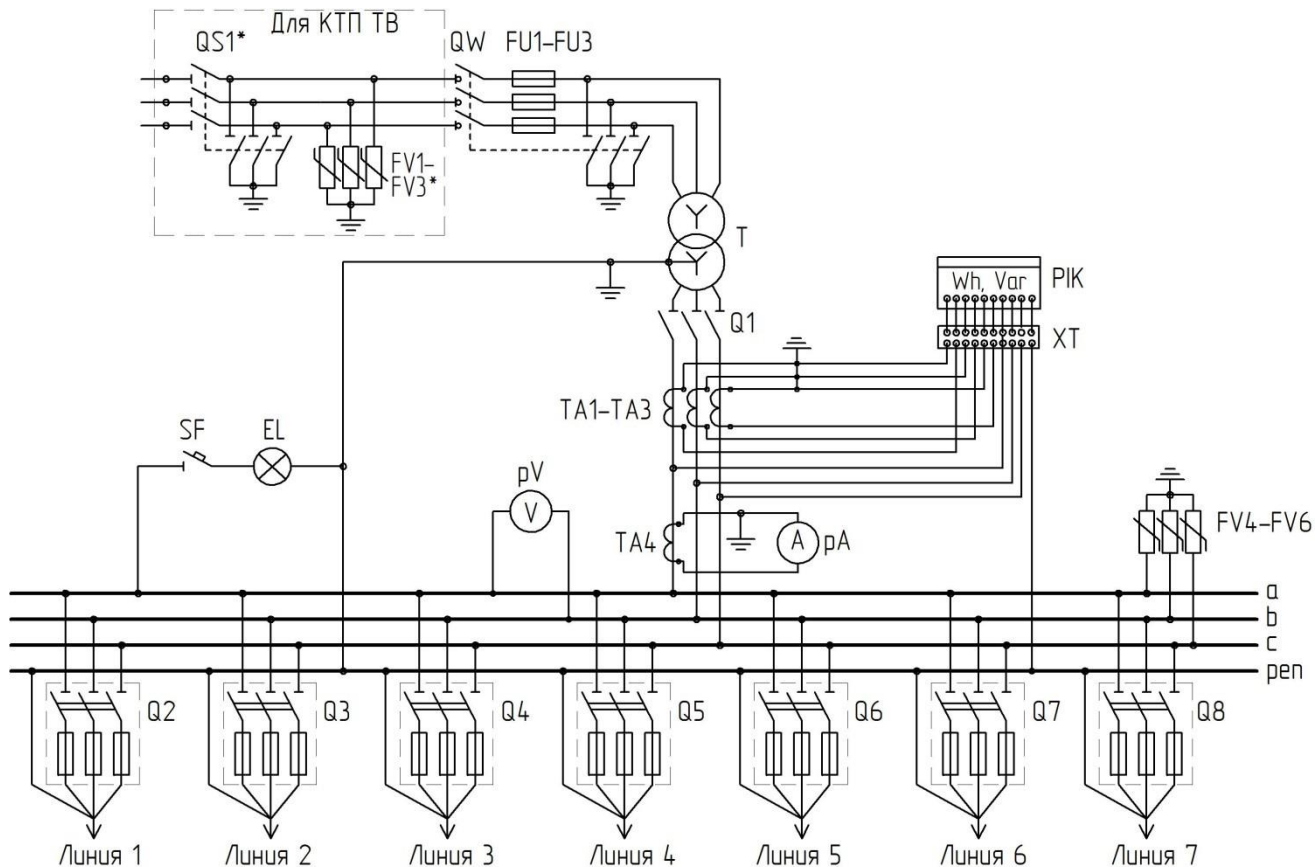 Для КТП ТВ
QS1*
QW
FU1-FU3
FV1-
FV3*
T
Wh, Var
PIK
XT
Q1
TA1-TA3
SF
EL
pV
V
TA4
A
pA
FV4-FV6
a
b
c
pen
Q2
Q3
Q4
Q5
Q6
Q7
Q8
Линия 1
Линия 2
Линия 3
Линия 4
Линия 5
Линия 6
Линия 7